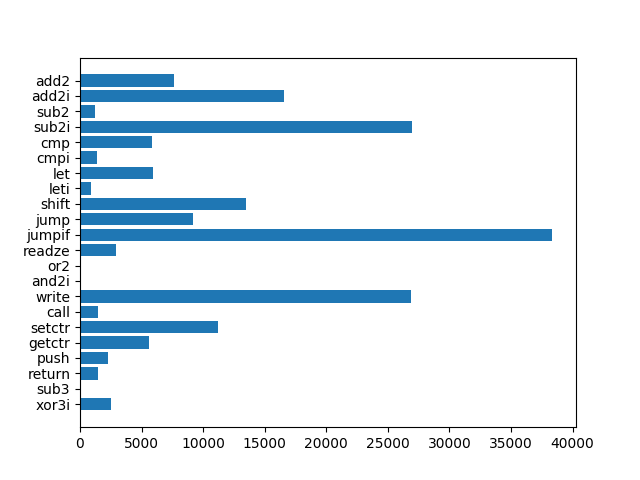 add2
add2i
sub2
sub2i
cmp
cmpi
let
leti
shift
jump
jumpif
readze
or2
and2i
write
call
setctr
getctr
push
return
sub3
xor3i
0 5000 10000 15000 20000 25000 30000 35000 40000